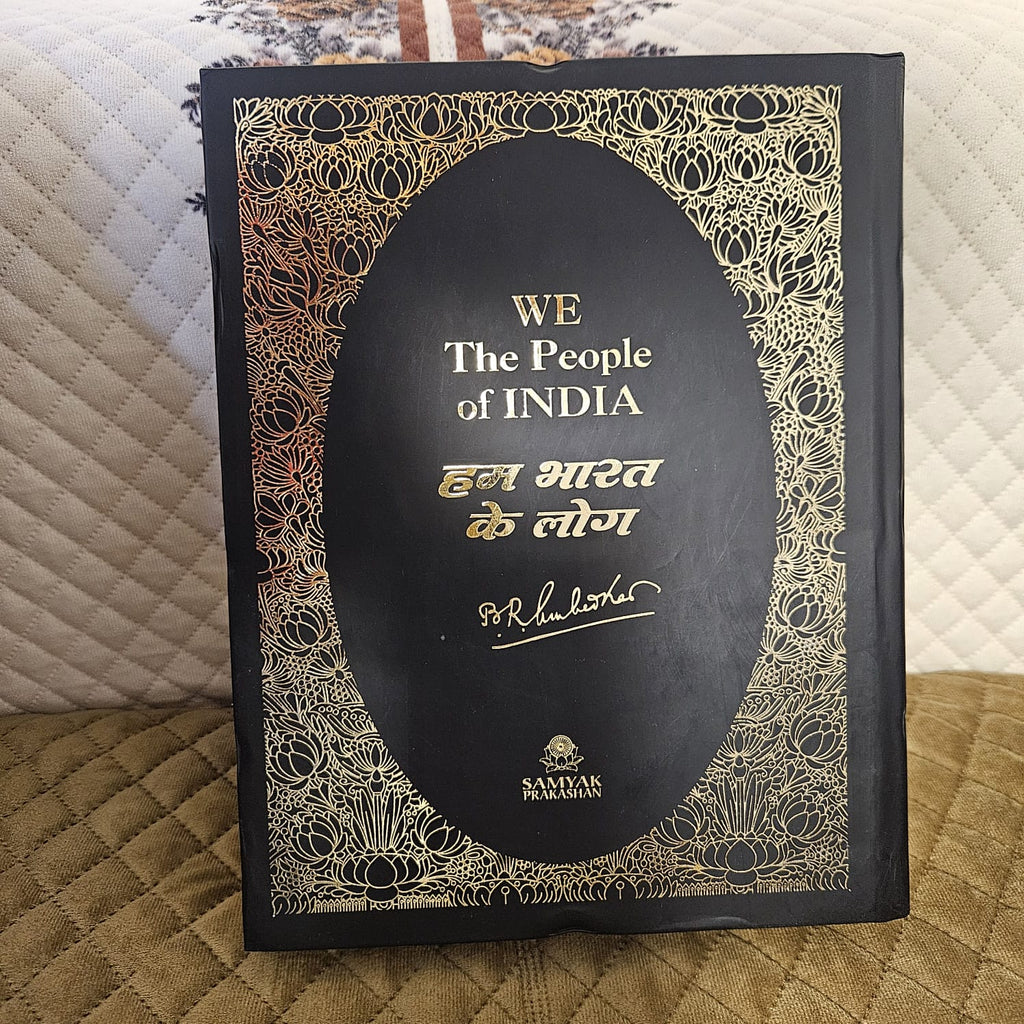 WE
The People
of INDIA
हम भारत
के लोग
B.R. Ambedkar
SAMYAK
PRAKASHAN